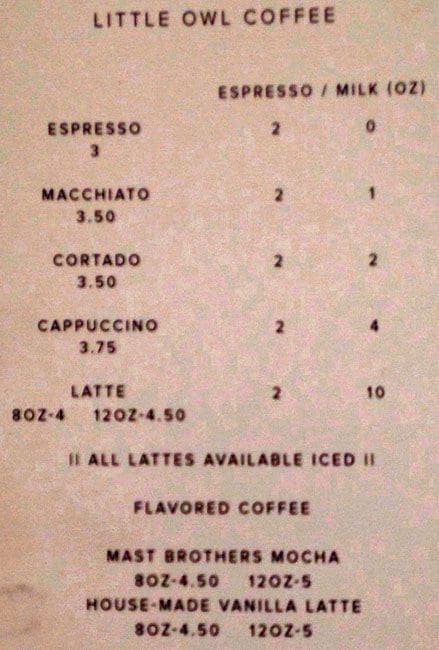 LITTLE OWL COFFEE
ESPRESSO / MILK (OZ)
ESPRESSO 2 0
3
MACCHIATO 2 1
3.50
CORTADO 2 2
3.50
CAPPUCCINO 2 4
3.75
LATTE 2 10
8OZ-4 12OZ-4.50
|| ALL LATTES AVAILABLE ICED ||
FLAVORED COFFEE
MAST BROTHERS MOCHA
8OZ-4.50 12OZ-5
HOUSE-MADE VANILLA LATTE
8OZ-4.50 12OZ-5